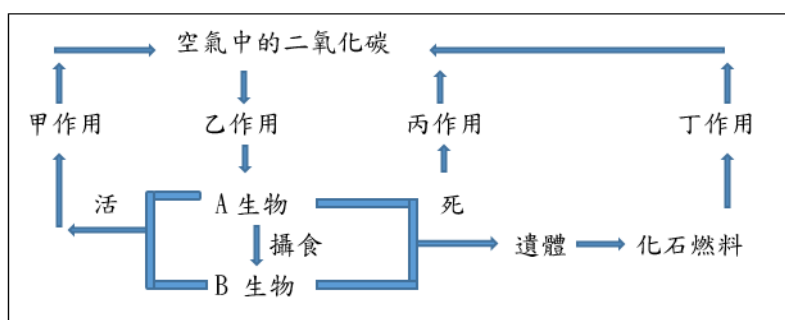 空氣中的二氧化碳
甲作用 乙作用 丙作用 丁作用
活 A 生物 死
攝食 遺體 化石燃料
B 生物